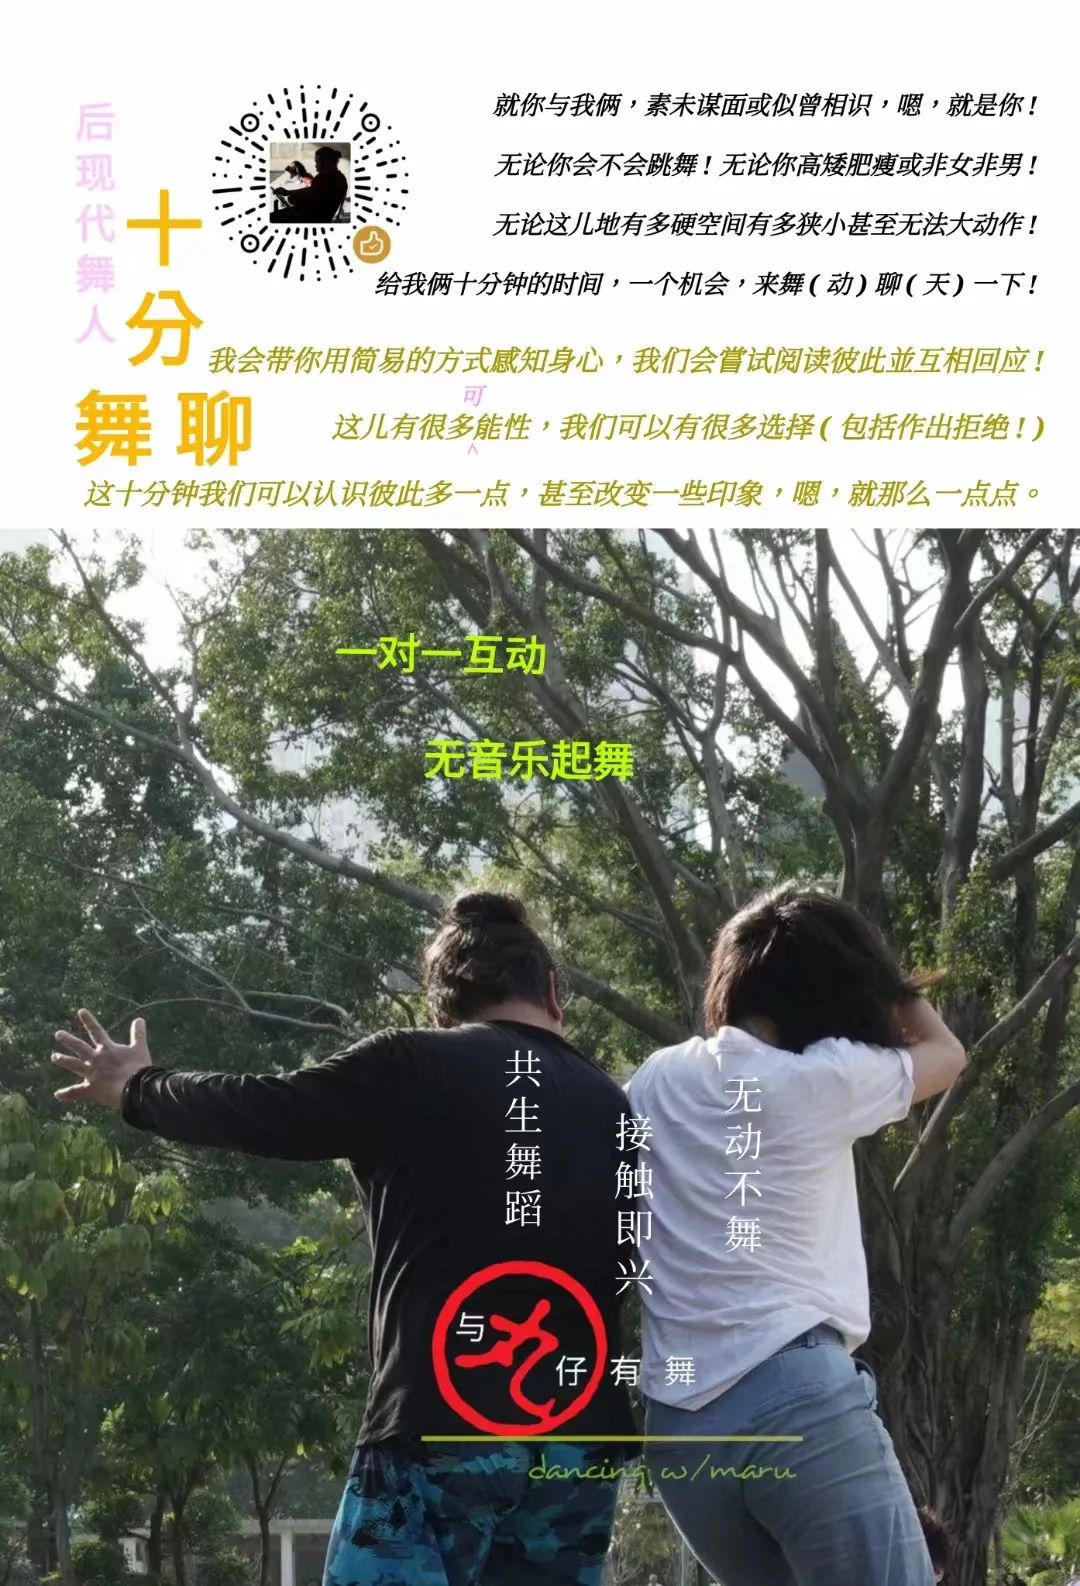 后现代舞人
十分
舞聊
就你与我俩，素未谋面或似曾相识，嗯，就是你！
无论你会不会跳舞！无论你高矮肥瘦或非女非男！
无论这儿地有多硬空间有多狭小甚至无法大动作！
给我俩十分钟的时间，一个机会，来舞(动)聊(天)一下！
我会带你用简易的方式感知身心，我们会嘗试阅读彼此並互相回应！
可
这儿有很多能性，我们可以有很多选择(包括作出拒绝！)
^
这十分钟我们可以认识彼此多一点，甚至改变一些印象，嗯，就那么一点点。
一对一互动
无音乐起舞
共生舞蹈
接触即兴
无动不舞
与丸仔有舞
dancing w/maru